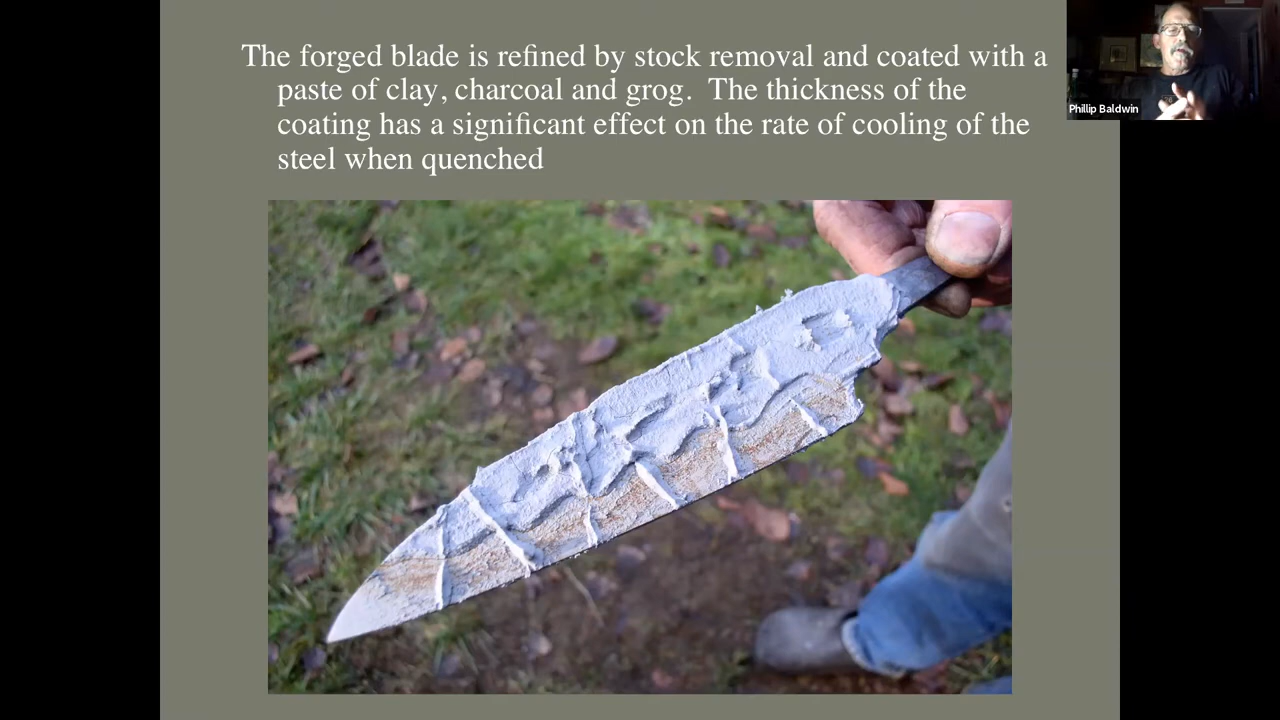 The forged blade is refined by stock removal and coated with a
paste of clay, charcoal and grog.  The thickness of the
coating has a significant effect on the rate of cooling of the
steel when quenched
Phillip Baldwin